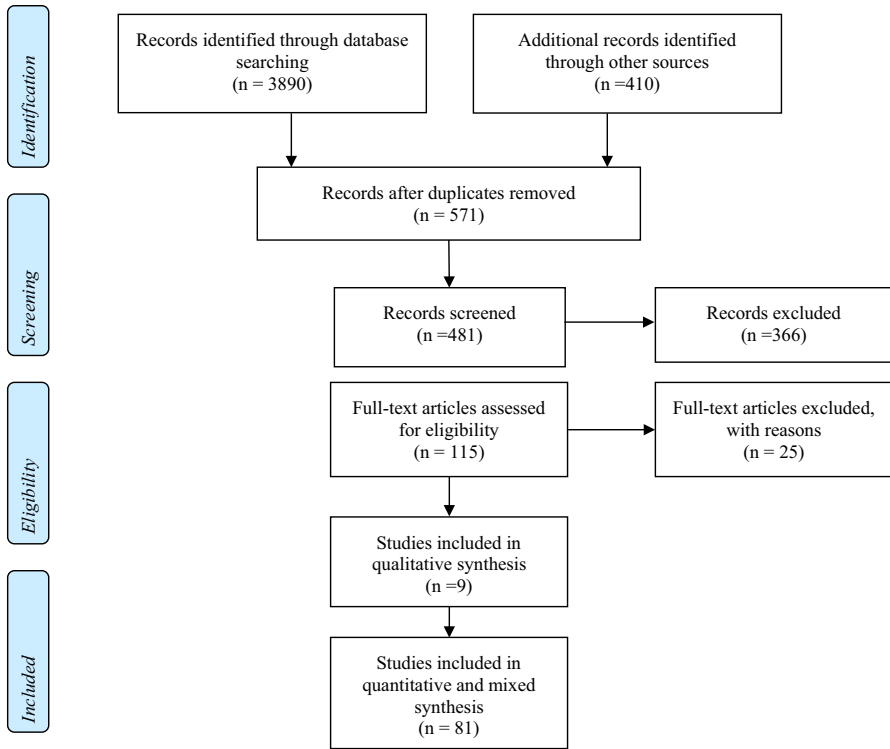 Identification
Records identified through database
searching
(n = 3890)
Additional records identified
through other sources
(n =410)
Records after duplicates removed
(n = 571)
Screening
Records screened
(n =481)
Records excluded
(n =366)
Eligibility
Full-text articles assessed
for eligibility
(n = 115)
Full-text articles excluded,
with reasons
(n = 25)
Studies included in
qualitative synthesis
(n =9)
Included
Studies included in
quantitative and mixed
synthesis
(n = 81)